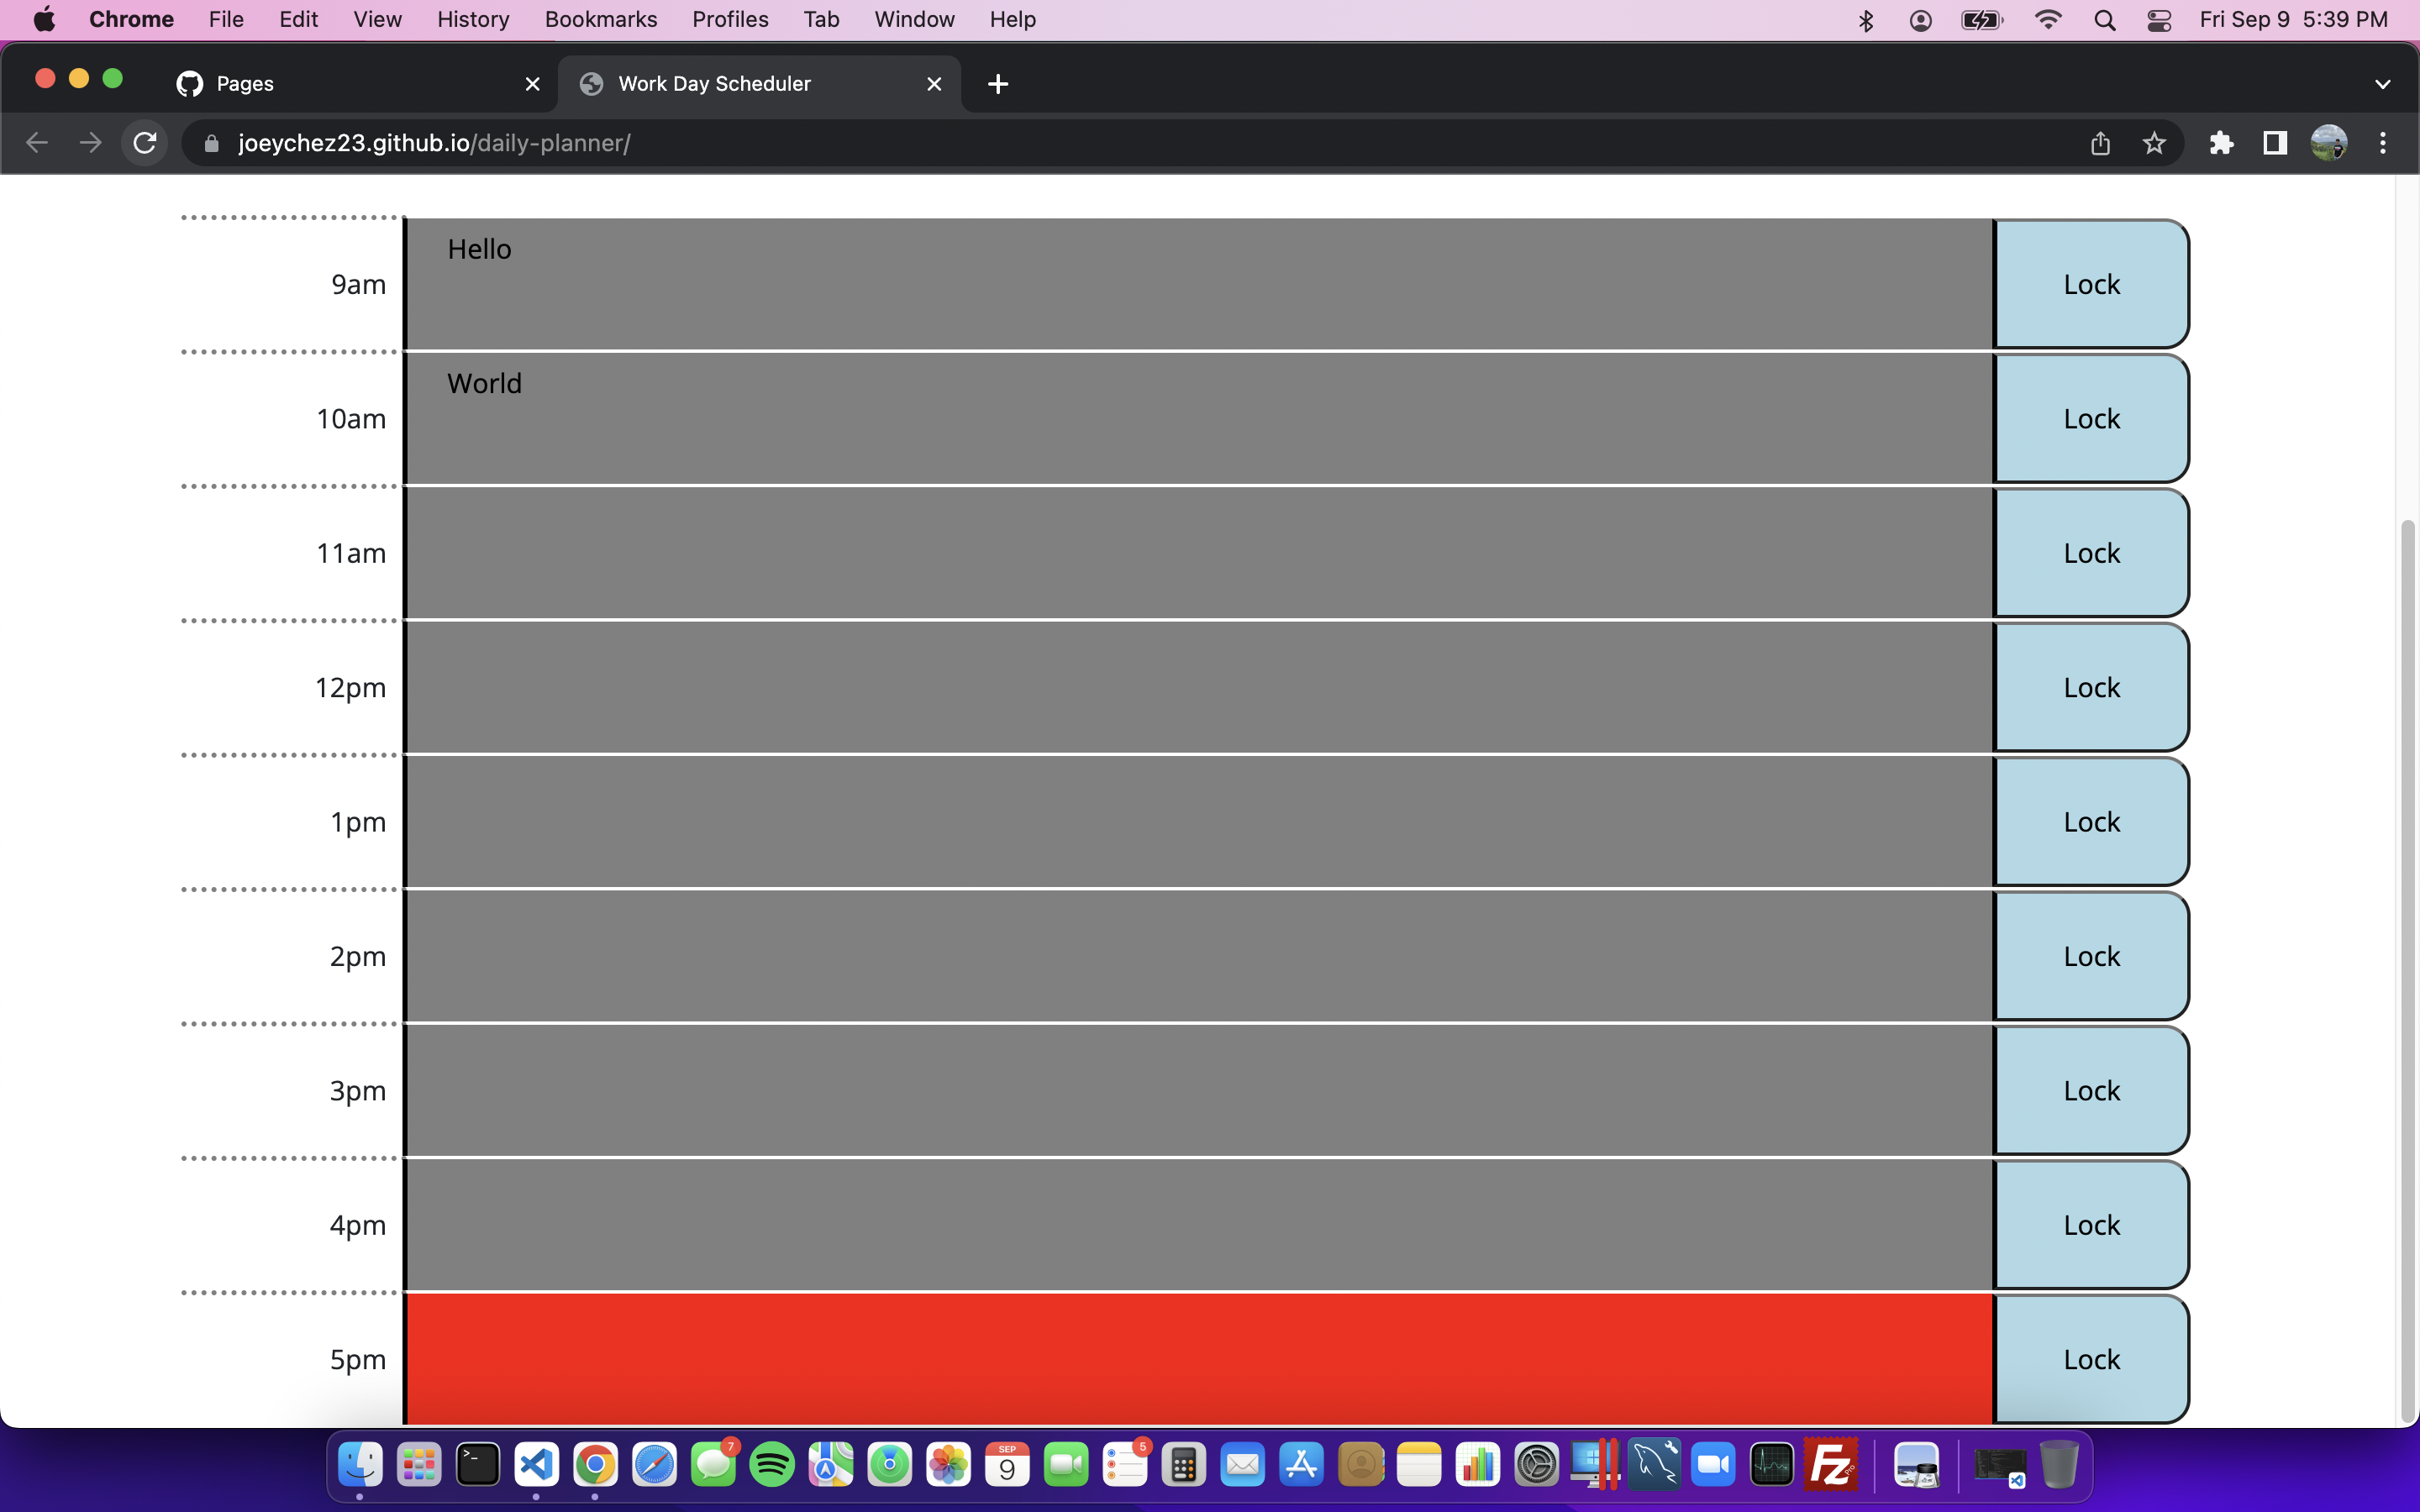 Chrome File Edit View History Bookmarks Profiles Tab Window Help Fri Sep 9 5:39 PM
Pages Work Day Scheduler
joeychez23.github.io/daily-planner/
Hello
9am Lock
World
10am Lock
11am Lock
12pm Lock
1pm Lock
2pm Lock
3pm Lock
4pm Lock
5pm Lock
7 SEP 9 5 Fz